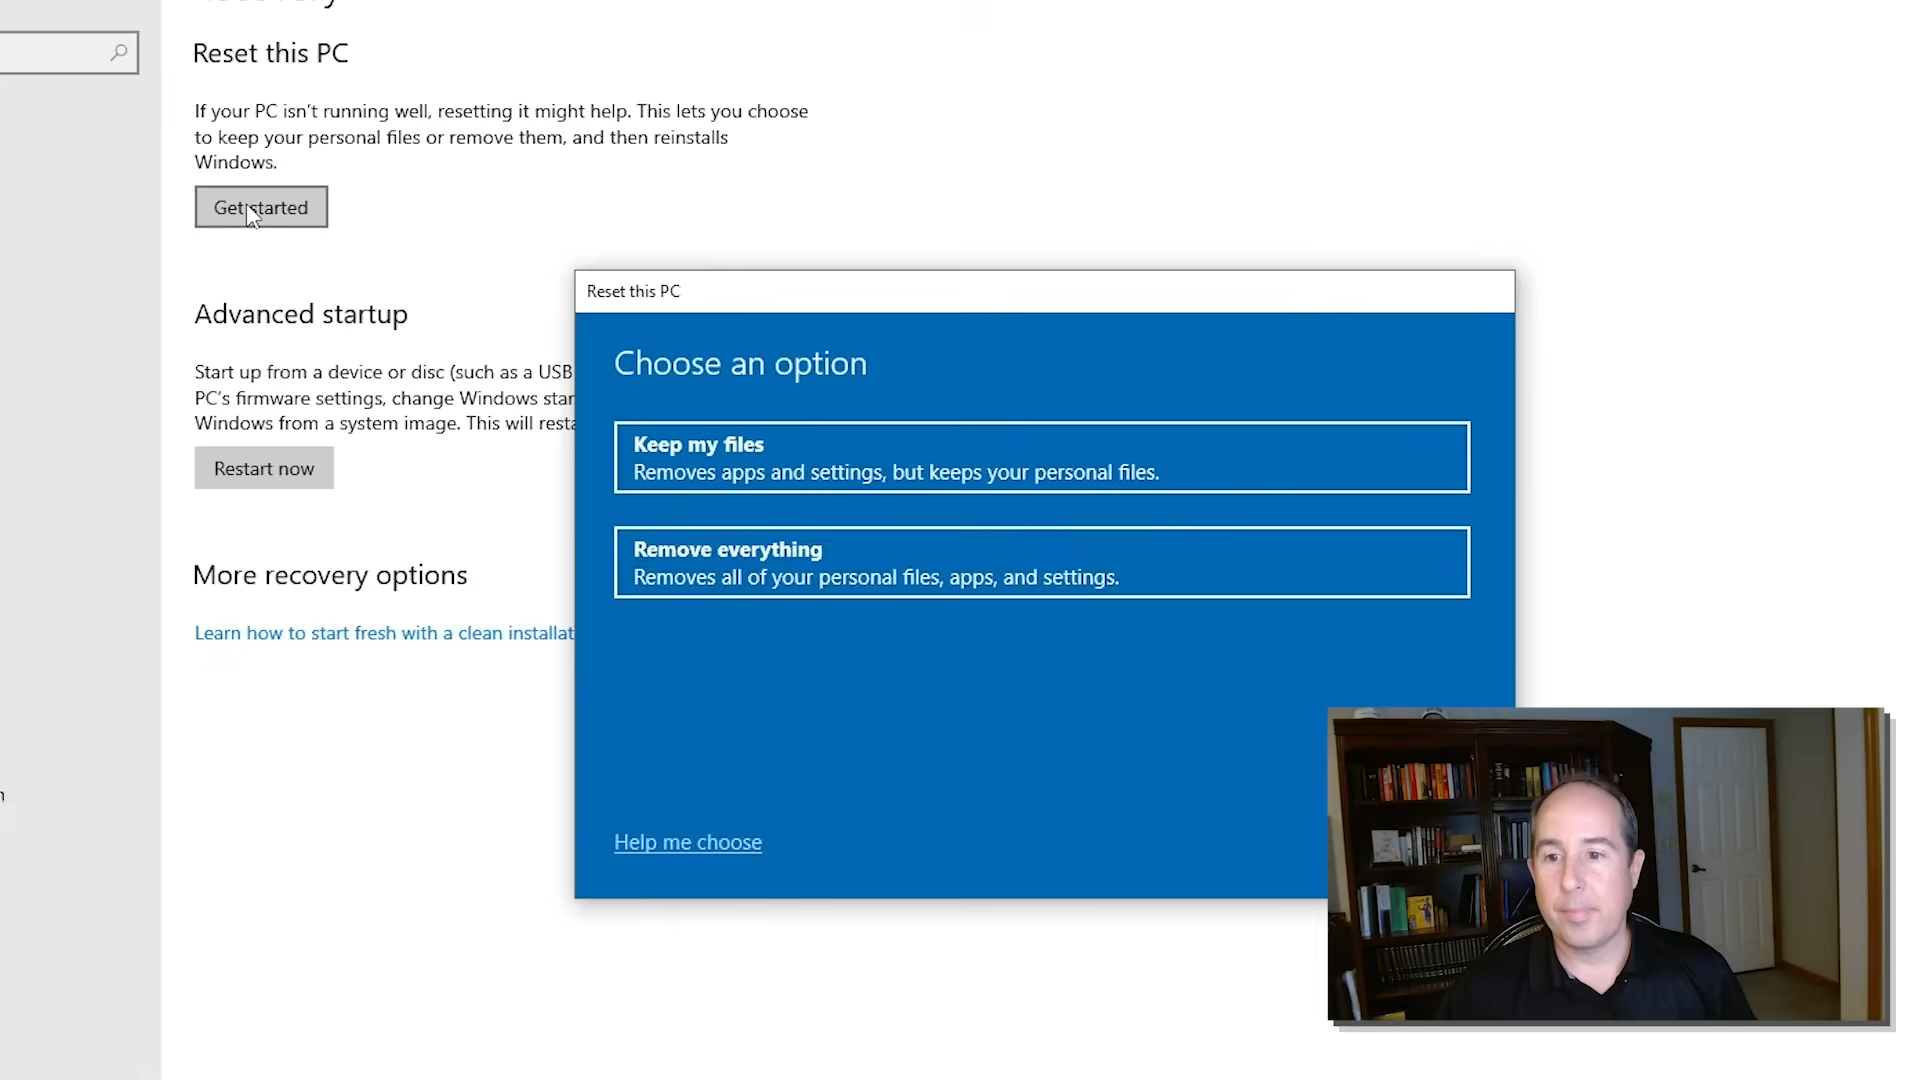 Reset this PC
If your PC isn't running well, resetting it might help. This lets you choose
to keep your personal files or remove them, and then reinstalls
Windows.
Get started
Advanced startup
Start up from a device or disc (such as a USB
PC's firmware settings, change Windows star
Windows from a system image. This will resta
Restart now
More recovery options
Learn how to start fresh with a clean installat
Reset this PC
Choose an option
Keep my files
Removes apps and settings, but keeps your personal files.
Remove everything
Removes all of your personal files, apps, and settings.
Help me choose